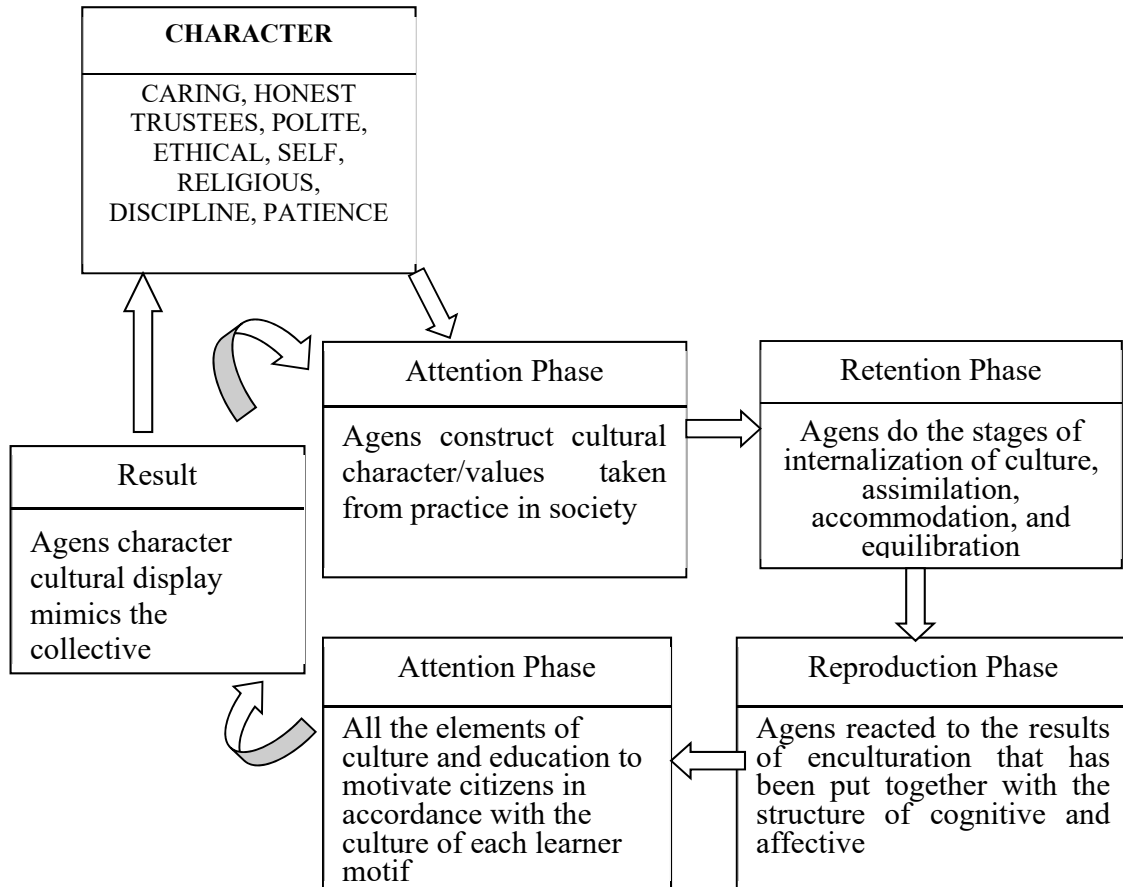 CHARACTER
CARING, HONEST
TRUSTEES, POLITE,
ETHICAL, SELF,
RELIGIOUS,
DISCIPLINE, PATIENCE
Attention Phase
Agens construct cultural
character/values taken
from practice in society
Retention Phase
Agens do the stages of
internalization of culture,
assimilation,
accommodation, and
equilibration
Result
Agens character
cultural display
mimics the
collective
Attention Phase
All the elements of
culture and education to
motivate citizens in
accordance with the
culture of each learner
motif
Reproduction Phase
Agens reacted to the results
of enculturation that has
been put together with the
structure of cognitive and
affective